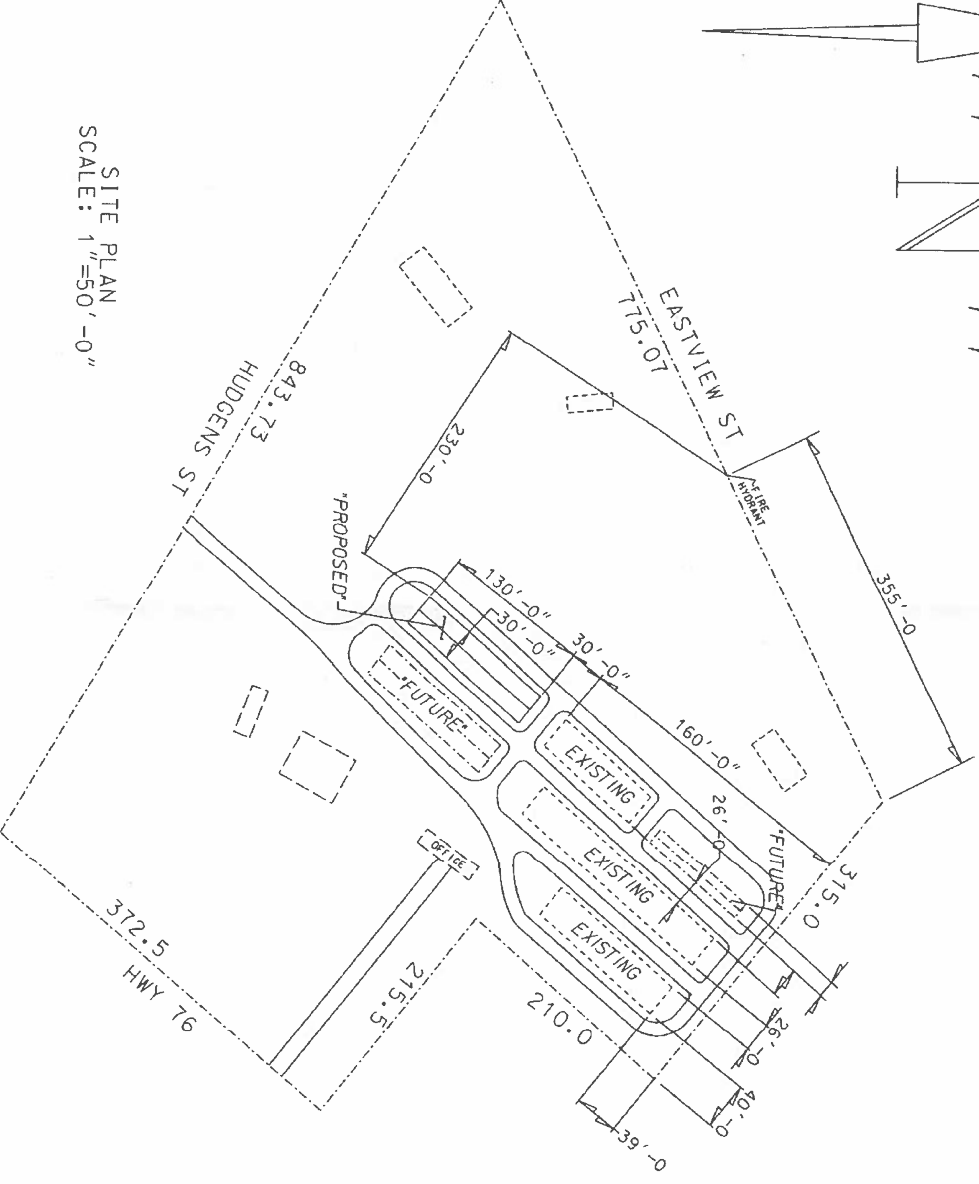 N
EASTVIEW ST
775.07
FIRE
HYDRANT
355'-0
843.73
HUDGENS ST
230'-0
"PROPOSED"
130'-0"
30'-0"
30'-0"
160'-0"
26'-0
"FUTURE"
"FUTURE"
EXISTING
EXISTING
EXISTING
OFFICE
315.0
26'-0
40'-0
39'-0
210.0
215.5
372.5
HWY 76
SITE PLAN
SCALE: 1"=50'-0"